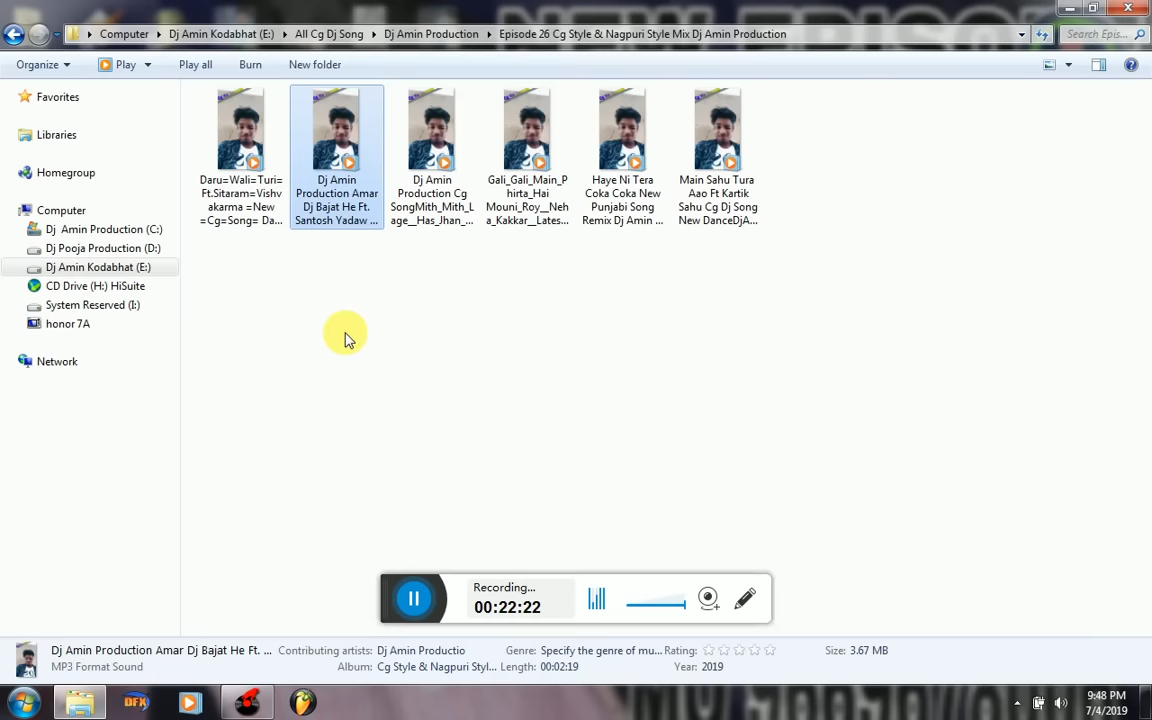 Computer ▸ Dj Amin Kodabhat (E:) ▸ All Cg Dj Song ▸ Dj Amin Production ▸ Episode 26 Cg Style & Nagpuri Style Mix Dj Amin Production
Search Epis...
Organize Play Play all Burn New folder
Favorites
Libraries
Homegroup
Computer
Dj Amin Production (C:)
Dj Pooja Production (D:)
Dj Amin Kodabhat (E:)
CD Drive (H:) HiSuite
System Reserved (I:)
honor 7A
Network
Daru=Wali=Turi=
Ft.Sitaram=Vishv
akarma =New
=Cg=Song= Da...
Dj Amin
Production Amar
Dj Bajat He Ft.
Santosh Yadaw ...
Dj Amin
Production Cg
SongMith_Mith_L
age__Has_Jhan_...
Gali_Gali_Main_P
hirta_Hai
Mouni_Roy__Neh
a_Kakkar__Lates...
Haye Ni Tera
Coka Coka New
Punjabi Song
Remix Dj Amin ...
Main Sahu Tura
Aao Ft Kartik
Sahu Cg Dj Song
New DanceDjA...
Recording...
00:22:22
Dj Amin Production Amar Dj Bajat He Ft. ... Contributing artists: Dj Amin Productio Genre: Specify the genre of mu... Rating: Size: 3.67 MB
MP3 Format Sound Album: Cg Style & Nagpuri Styl... Length: 00:02:19 Year: 2019
DFX
9:48 PM
7/4/2019